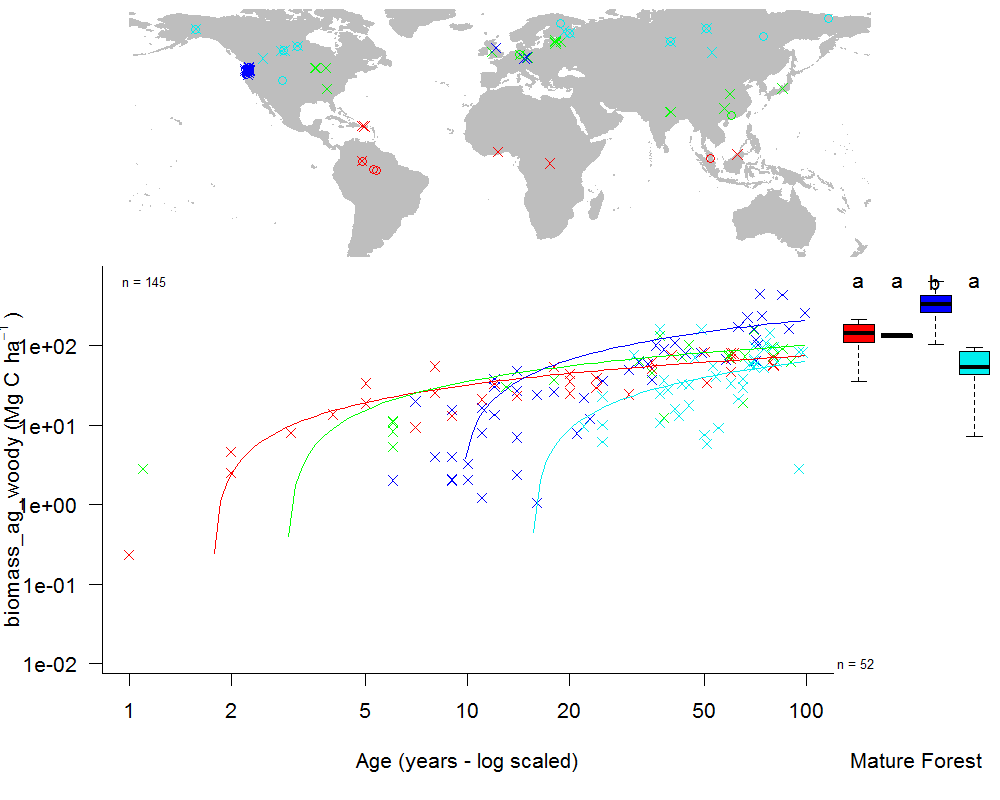 n = 145
a a b a
biomass_ag_woody (Mg C ha⁻¹)
1e+02
1e+01
1e+00
1e-01
1e-02
n = 52
1 2 5 10 20 50 100
Age (years - log scaled)
Mature Forest